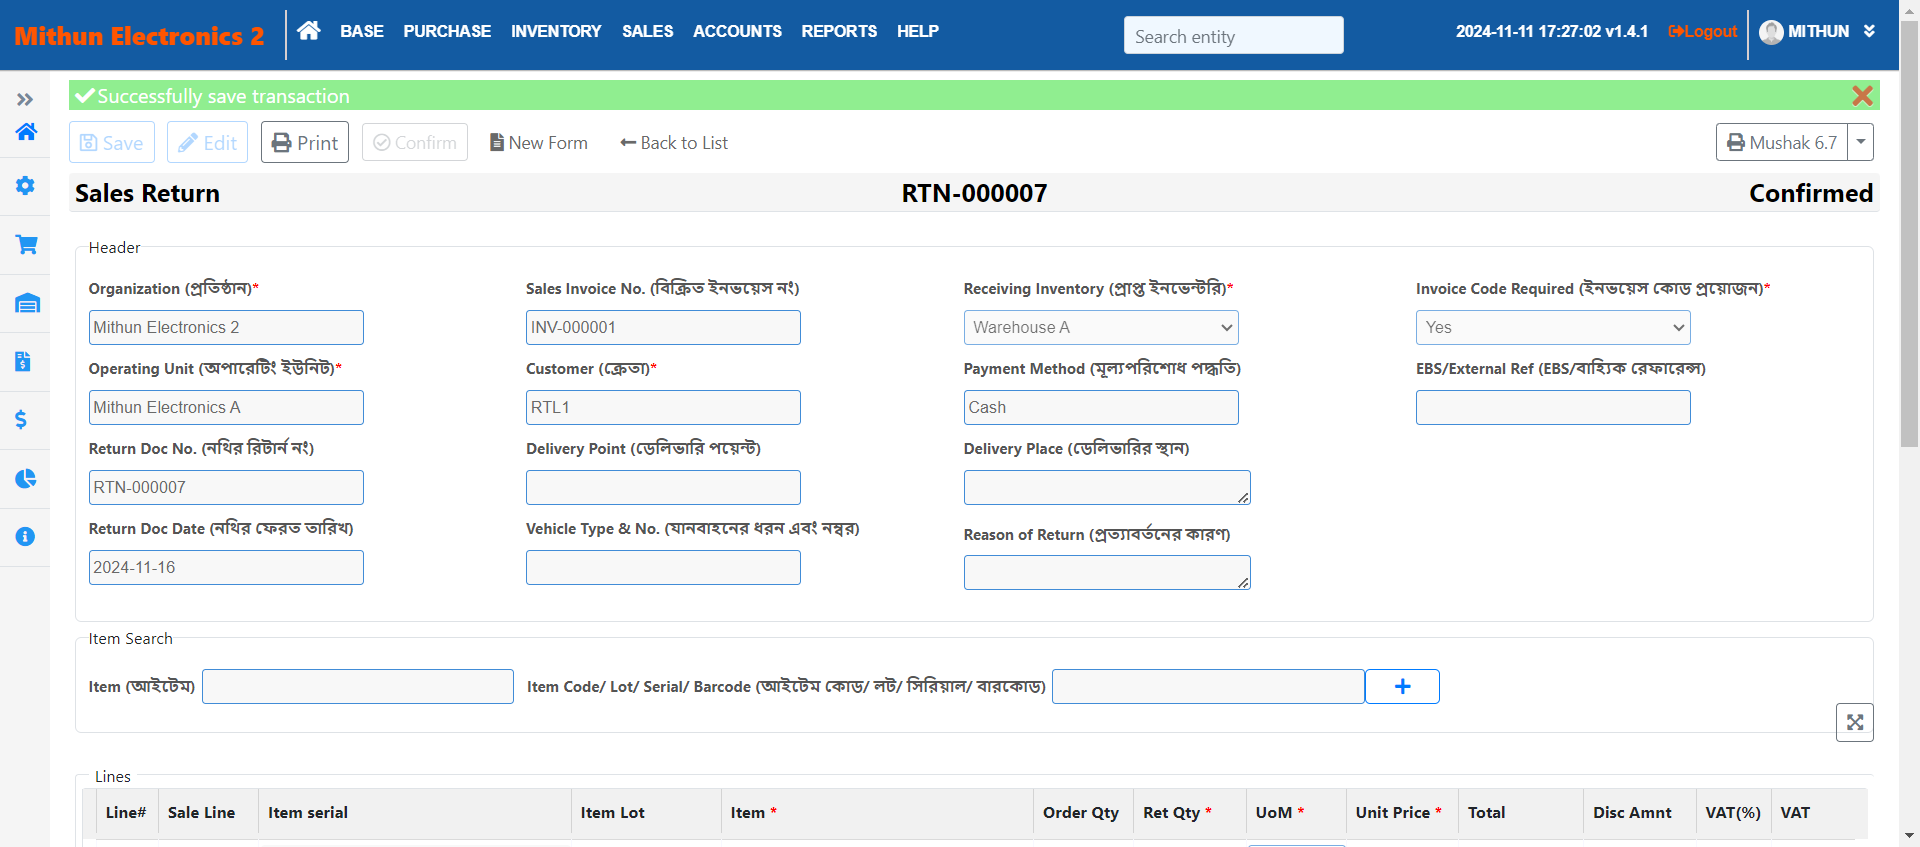 Mithun Electronics 2
BASE PURCHASE INVENTORY SALES ACCOUNTS REPORTS HELP
Search entity
2024-11-11 17:27:02 v1.4.1 Logout MITHUN
Successfully save transaction
Save Edit Print Confirm New Form Back to List Mushak 6.7
Sales Return RTN-000007 Confirmed
Header
Organization (প্রতিষ্ঠান)* Sales Invoice No. (বিক্রিত ইনভয়েস নং) Receiving Inventory (প্রাপ্ত ইনভেন্টরি)* Invoice Code Required (ইনভয়েস কোড প্রয়োজন)*
Mithun Electronics 2 INV-000001 Warehouse A Yes
Operating Unit (অপারেটিং ইউনিট)* Customer (ক্রেতা)* Payment Method (মূল্যপরিশোধ পদ্ধতি) EBS/External Ref (EBS/বাহ্যিক রেফারেন্স)
Mithun Electronics A RTL1 Cash
Return Doc No. (নথির রিটার্ন নং) Delivery Point (ডেলিভারি পয়েন্ট) Delivery Place (ডেলিভারির স্থান)
RTN-000007
Return Doc Date (নথির ফেরত তারিখ) Vehicle Type & No. (যানবাহনের ধরন এবং নম্বর) Reason of Return (প্রত্যাবর্তনের কারণ)
2024-11-16
Item Search
Item (আইটেম) Item Code/ Lot/ Serial/ Barcode (আইটেম কোড/ লট/ সিরিয়াল/ বারকোড)
Lines
Line# Sale Line Item serial Item Lot Item * Order Qty Ret Qty * UoM * Unit Price * Total Disc Amnt VAT(%) VAT